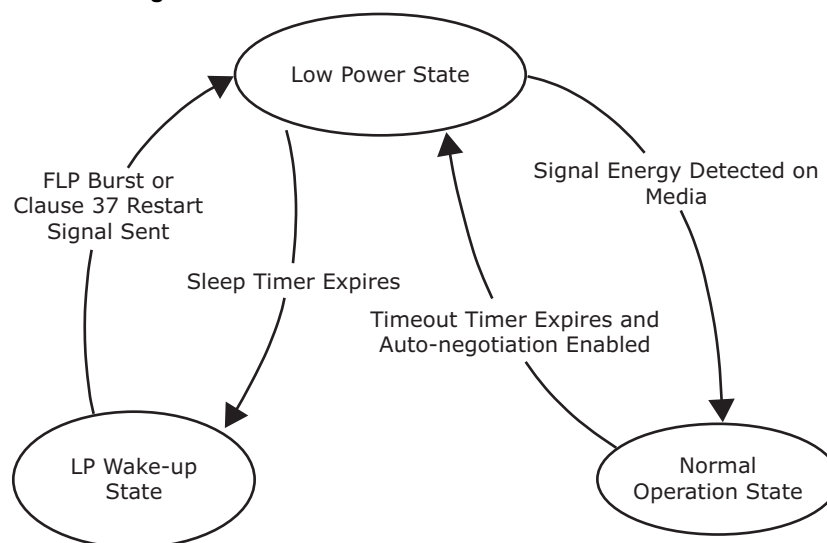 Low Power State
FLP Burst or
Clause 37 Restart
Signal Sent
Signal Energy Detected on
Media
Sleep Timer Expires
Timeout Timer Expires and
Auto-negotiation Enabled
LP Wake-up
State
Normal
Operation State